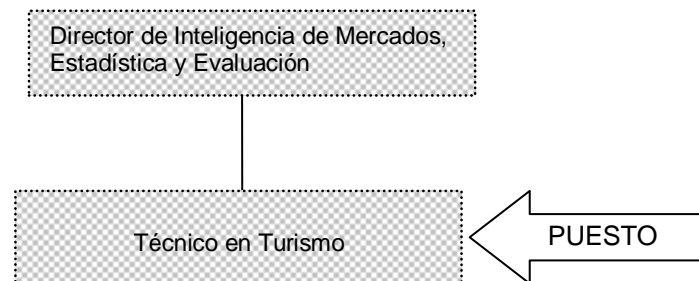 Director de Inteligencia de Mercados,
Estadística y Evaluación
Técnico en Turismo
PUESTO